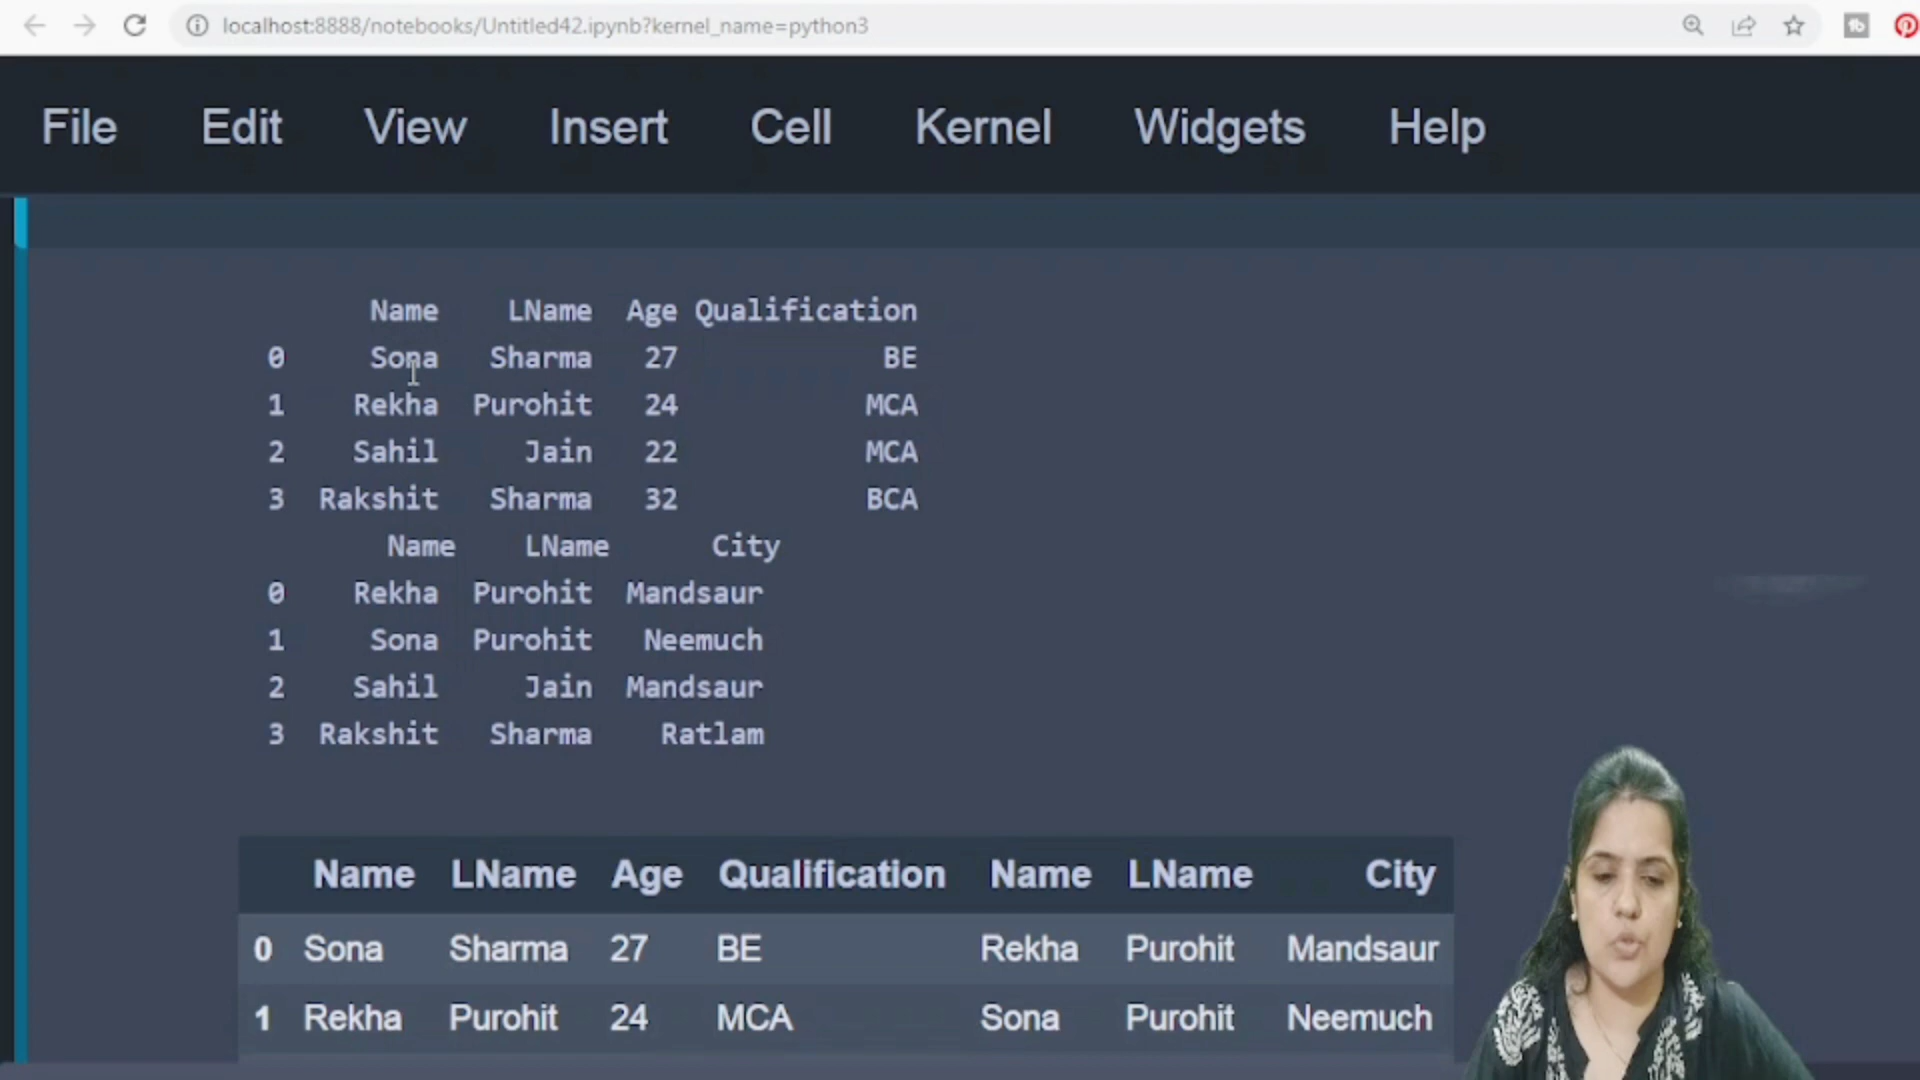 localhost:8888/notebooks/Untitled42.ipynb?kernel_name=python3
File Edit View Insert Cell Kernel Widgets Help
Name LName Age Qualification
0 Sona Sharma 27 BE
1 Rekha Purohit 24 MCA
2 Sahil Jain 22 MCA
3 Rakshit Sharma 32 BCA
Name LName City
0 Rekha Purohit Mandsaur
1 Sona Purohit Neemuch
2 Sahil Jain Mandsaur
3 Rakshit Sharma Ratlam
Name LName Age Qualification Name LName City
0 Sona Sharma 27 BE Rekha Purohit Mandsaur
1 Rekha Purohit 24 MCA Sona Purohit Neemuch